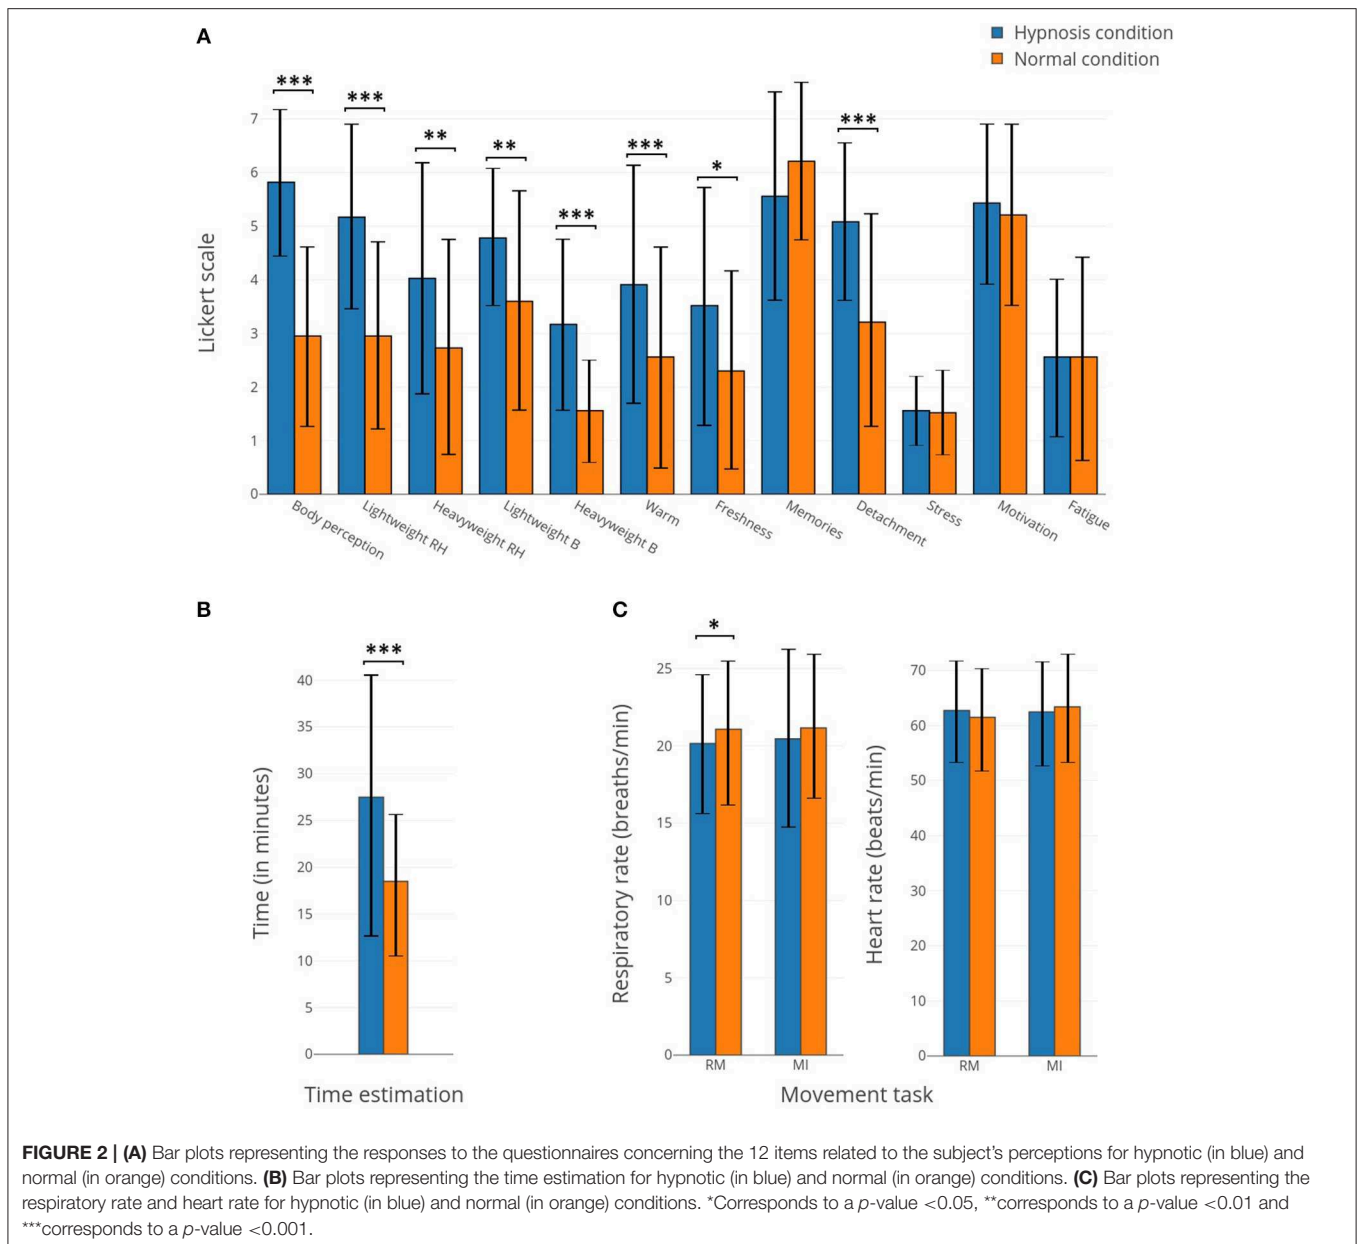 A
Hypnosis condition
Normal condition
*** *** ** ** *** *** * ***
Lickert scale
7
6
5
4
3
2
1
0
Body perception
Lightweight RH
Heavyweight RH
Lightweight B
Heavyweight B
Warm
Freshness
Memories
Detachment
Stress
Motivation
Fatigue
B
***
Time (in minutes)
40
35
30
25
20
15
10
5
0
Time estimation
C
*
Respiratory rate (breaths/min)
25
20
15
10
5
0
RM MI
Heart rate (beats/min)
70
60
50
40
30
20
10
0
RM MI
Movement task
FIGURE 2 | (A) Bar plots representing the responses to the questionnaires concerning the 12 items related to the subject's perceptions for hypnotic (in blue) and
normal (in orange) conditions. (B) Bar plots representing the time estimation for hypnotic (in blue) and normal (in orange) conditions. (C) Bar plots representing the
respiratory rate and heart rate for hypnotic (in blue) and normal (in orange) conditions. *Corresponds to a p-value <0.05, **corresponds to a p-value <0.01 and
***corresponds to a p-value <0.001.